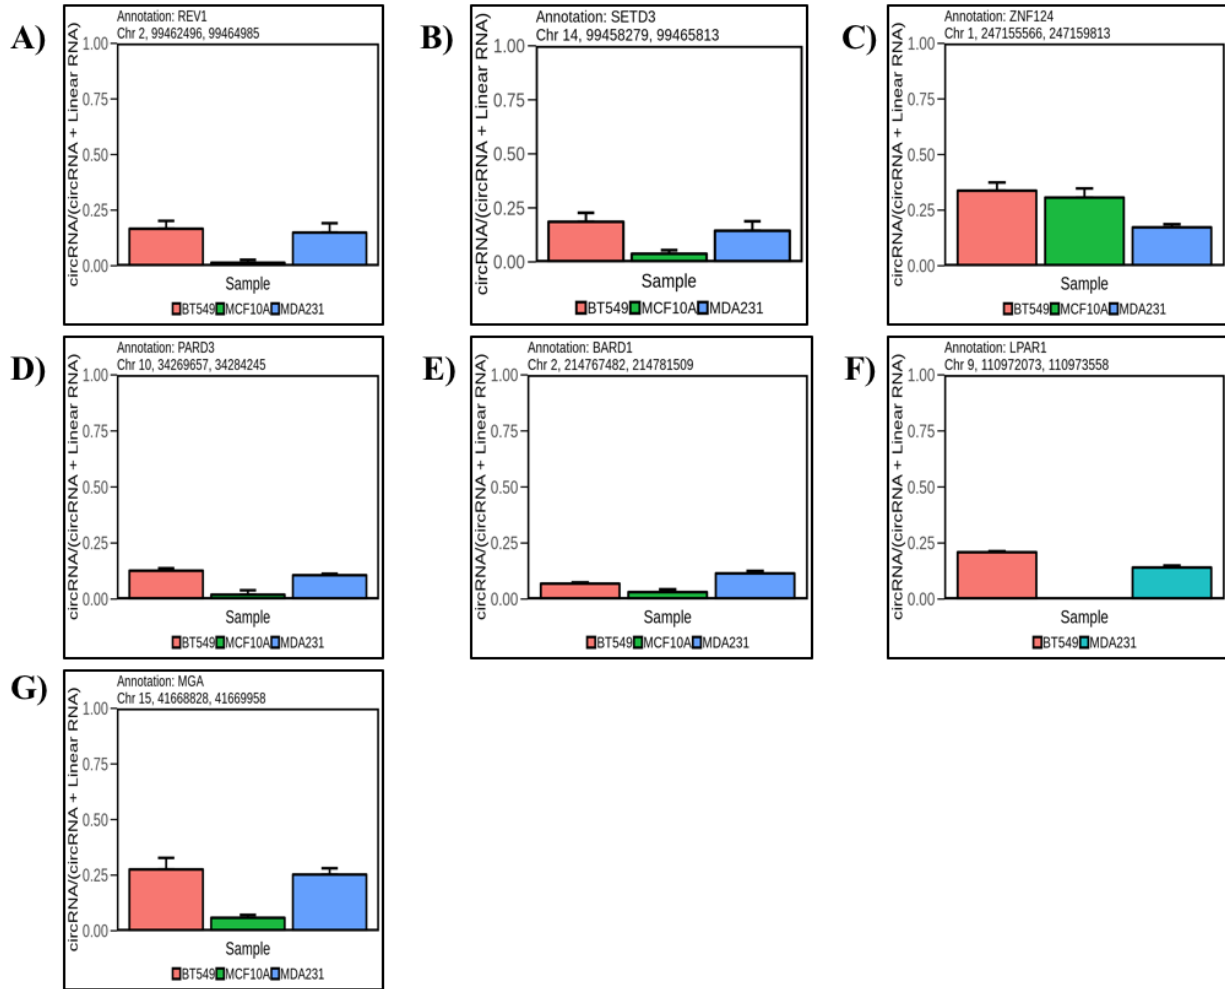 A)
Annotation: REV1
Chr 2, 99462496, 99464985
circRNA/(circRNA + Linear RNA)
1.00
0.75
0.50
0.25
0.00
Sample
BT549 MCF10A MDA231
B)
Annotation: SETD3
Chr 14, 99458279, 99465813
circRNA/(circRNA + Linear RNA)
1.00
0.75
0.50
0.25
0.00
Sample
BT549 MCF10A MDA231
C)
Annotation: ZNF124
Chr 1, 247155566, 247159813
circRNA/(circRNA + Linear RNA)
1.00
0.75
0.50
0.25
0.00
Sample
BT549 MCF10A MDA231
D)
Annotation: PARD3
Chr 10, 34269657, 34284245
circRNA/(circRNA + Linear RNA)
1.00
0.75
0.50
0.25
0.00
Sample
BT549 MCF10A MDA231
E)
Annotation: BARD1
Chr 2, 214767482, 214781509
circRNA/(circRNA + Linear RNA)
1.00
0.75
0.50
0.25
0.00
Sample
BT549 MCF10A MDA231
F)
Annotation: LPAR1
Chr 9, 110972073, 110973558
circRNA/(circRNA + Linear RNA)
1.00
0.75
0.50
0.25
0.00
Sample
BT549 MDA231
G)
Annotation: MGA
Chr 15, 41668828, 41669958
circRNA/(circRNA + Linear RNA)
1.00
0.75
0.50
0.25
0.00
Sample
BT549 MCF10A MDA231